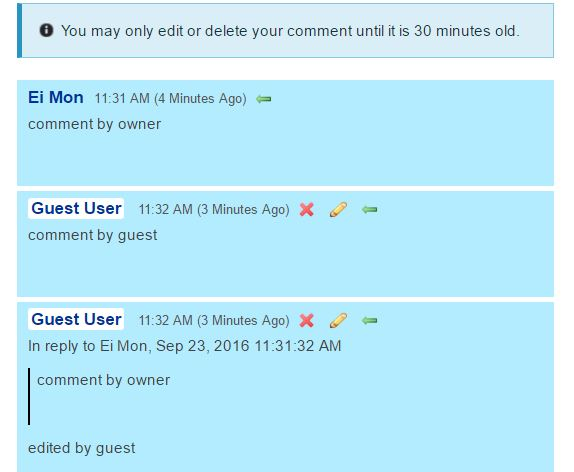 You may only edit or delete your comment until it is 30 minutes old.
Ei Mon 11:31 AM (4 Minutes Ago)
comment by owner
Guest User 11:32 AM (3 Minutes Ago)
comment by guest
Guest User 11:32 AM (3 Minutes Ago)
In reply to Ei Mon, Sep 23, 2016 11:31:32 AM
comment by owner
edited by guest